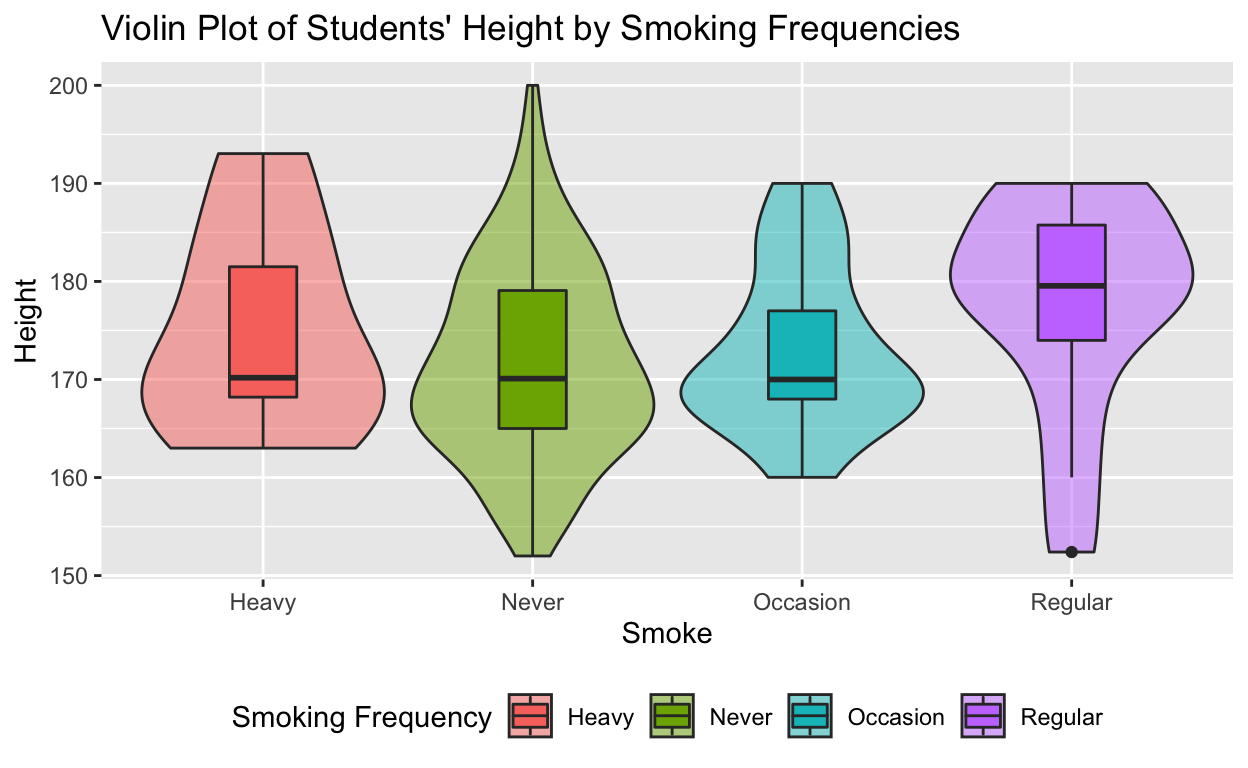 Violin Plot of Students' Height by Smoking Frequencies
200
190
180
170
160
150
Height
Heavy Never Occasion Regular
Smoke
Smoking Frequency Heavy Never Occasion Regular